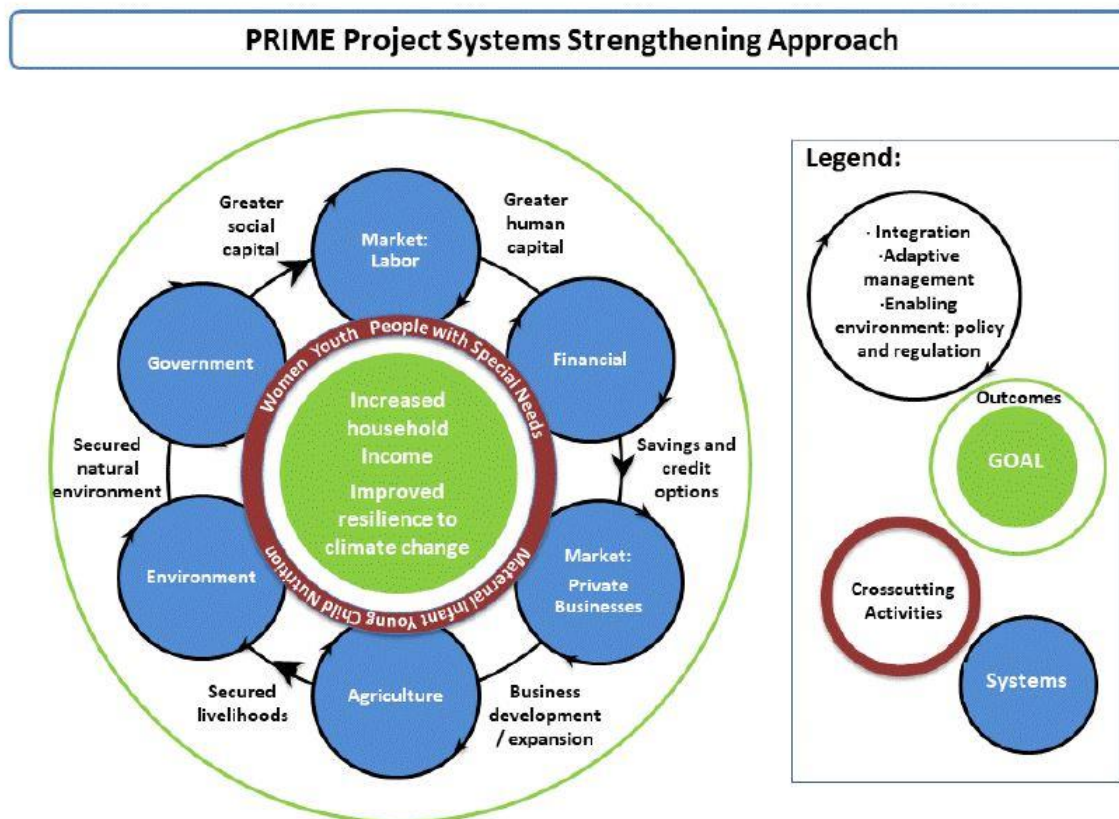 PRIME Project Systems Strengthening Approach
Greater
social
capital
Market:
Labor
Greater
human
capital
Government
Financial
Women Youth People with Special Needs
Increased
household
Income
Improved
resilience to
climate change
Secured
natural
environment
Savings and
credit
options
Environment
Market:
Private
Businesses
Maternal Infant Young Child Nutrition
Secured
livelihoods
Agriculture
Business
development
/ expansion
Legend:
· Integration
·Adaptive
management
·Enabling
environment: policy
and regulation
Outcomes
GOAL
Crosscutting
Activities
Systems